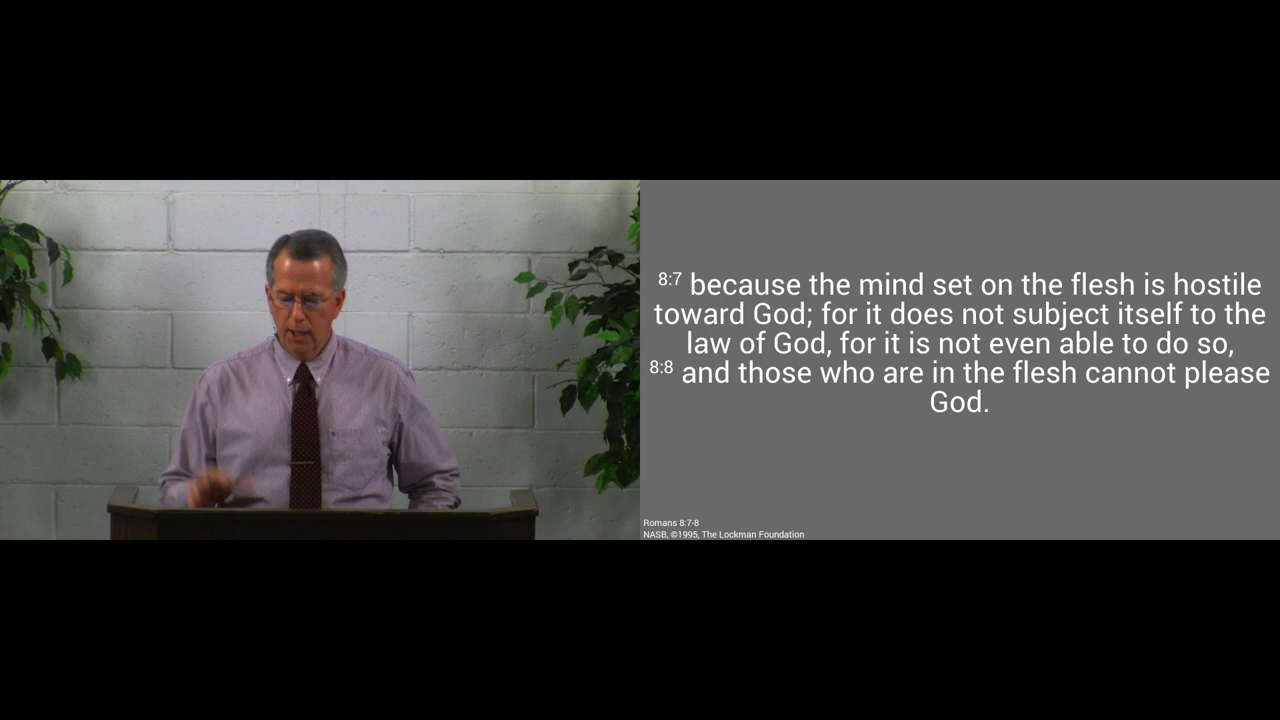 8:7 because the mind set on the flesh is hostile
toward God; for it does not subject itself to the
law of God, for it is not even able to do so,
8:8 and those who are in the flesh cannot please
God.
Romans 8:7-8
NASB, ©1995, The Lockman Foundation